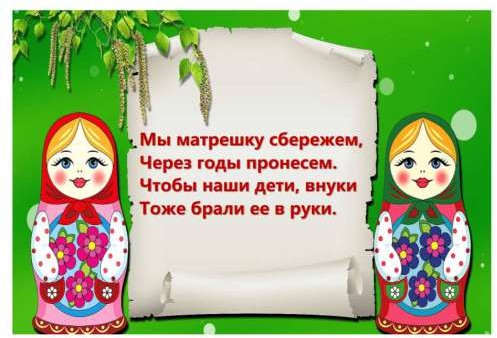 Мы матрешку сбережем,
Через годы пронесем.
Чтобы наши дети, внуки
Тоже брали ее в руки.